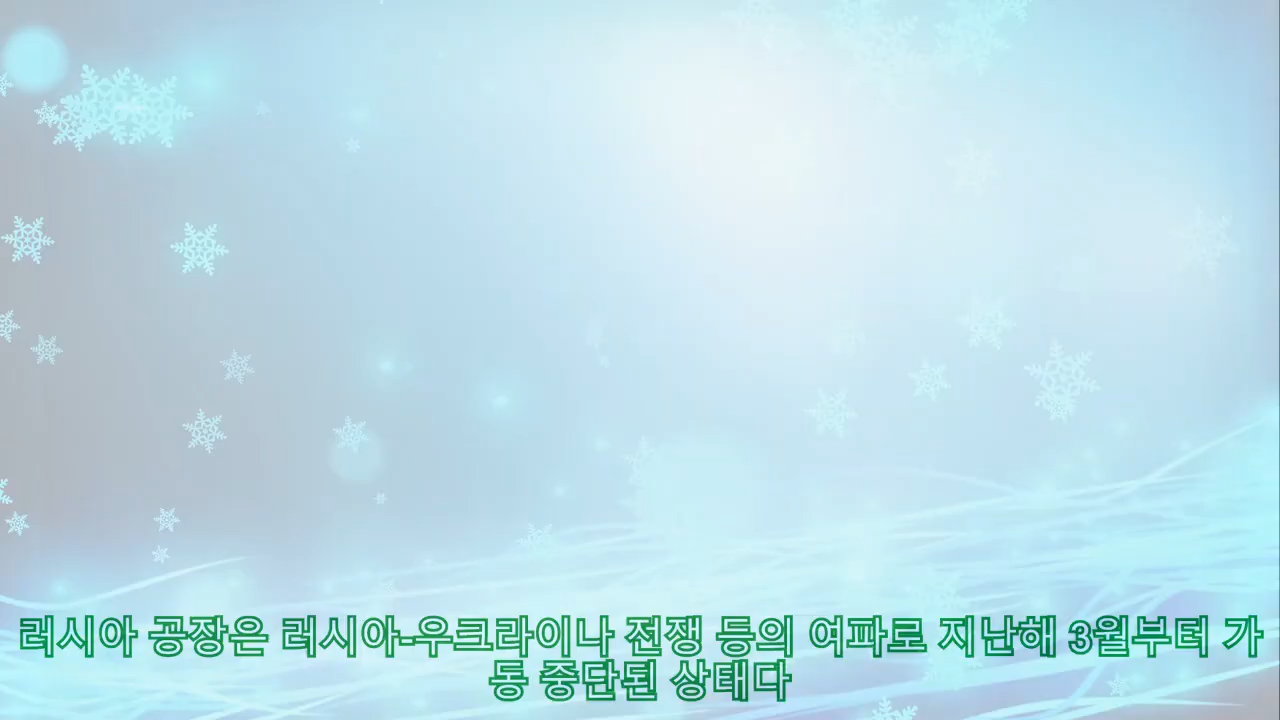 러시아 공장은 러시아-우크라이나 전쟁 등의 여파로 지난해 3월부터 가
동 중단된 상태다